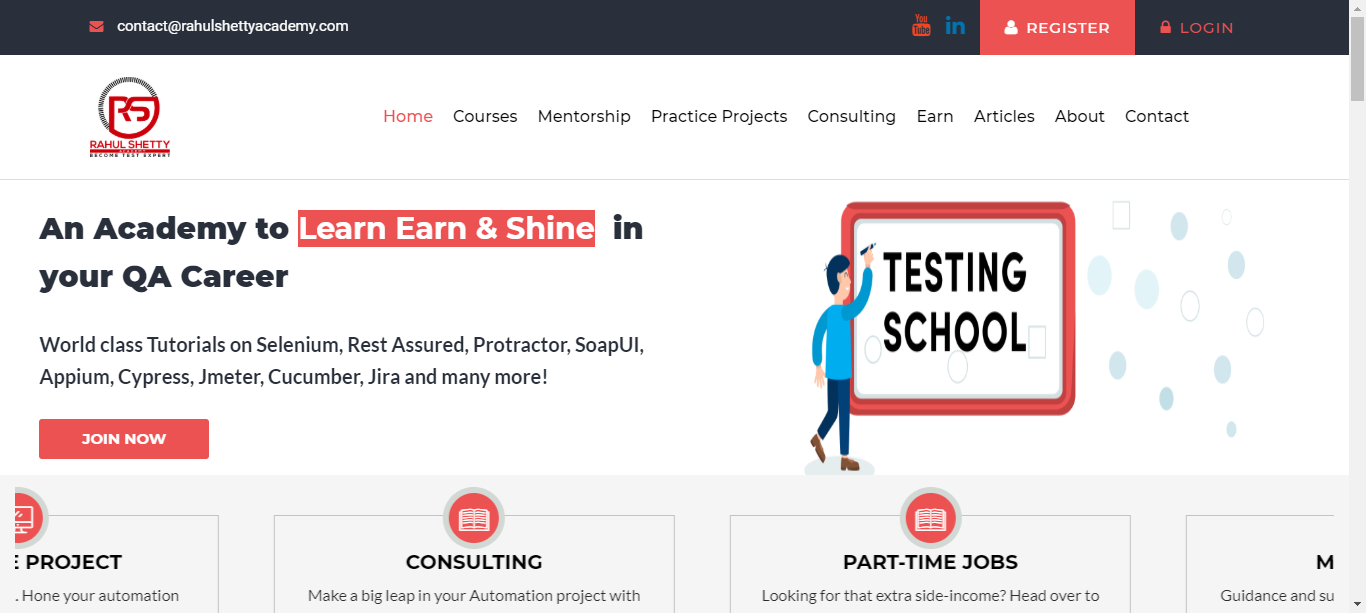 contact@rahulshettyacademy.com
You
Tube
in
REGISTER
LOGIN
RS
RAHUL SHETTY
ACADEMY
BECOME TEST EXPERT
Home
Courses
Mentorship
Practice Projects
Consulting
Earn
Articles
About
Contact
An Academy to Learn Earn & Shine in
your QA Career
World class Tutorials on Selenium, Rest Assured, Protractor, SoapUI,
Appium, Cypress, Jmeter, Cucumber, Jira and many more!
JOIN NOW
TESTING
SCHOOL
E PROJECT
. Hone your automation
CONSULTING
Make a big leap in your Automation project with
PART-TIME JOBS
Looking for that extra side-income? Head over to
M
Guidance and su